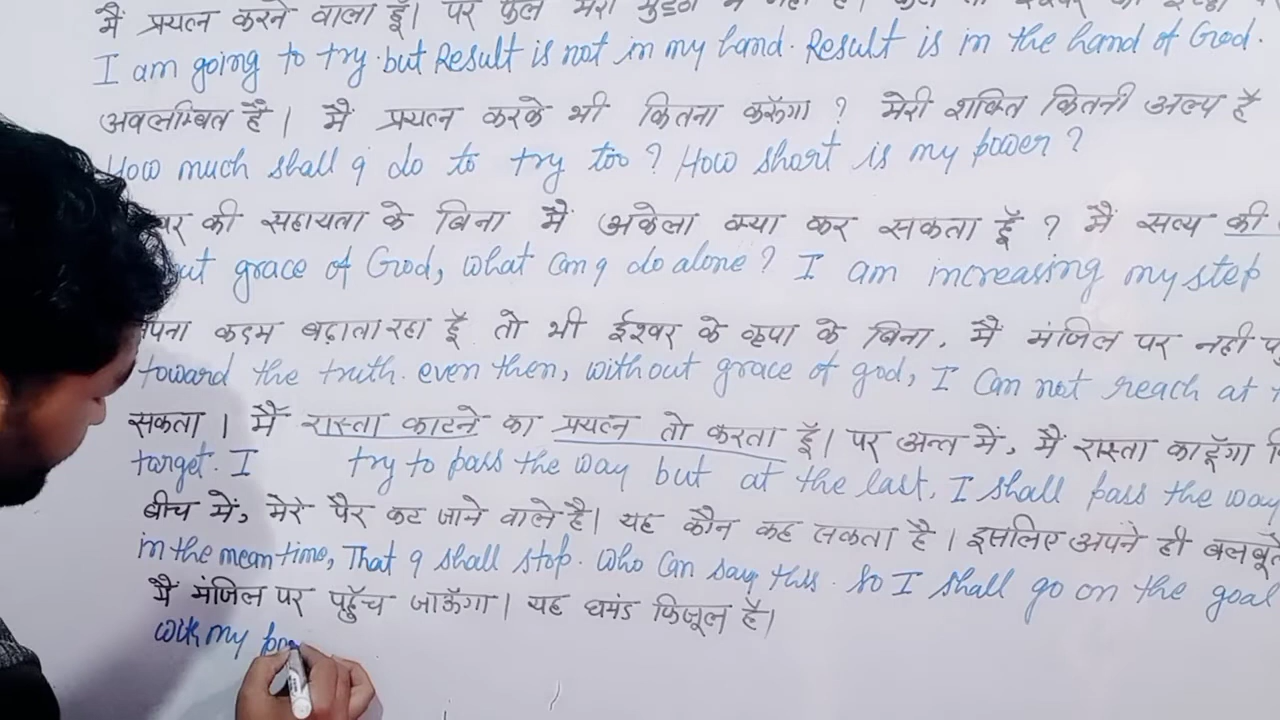 मैं प्रयत्न करने वाला हूँ। पर फल मेरी
I am going to try. but Result is not in my hand. Result is in the hand of God.
अवलम्बित है। मैं प्रयत्न करके भी कितना करूँगा ? मेरी शक्ति कितनी अल्प है
How much shall I do to try too ? How short is my power ?
की सहायता के बिना मैं अकेला क्या कर सकता हूँ ? मैं सत्य की
grace of God, what can I do alone ? I am increasing my step
कदम बढ़ाता रहा हूँ तो भी ईश्वर के कृपा के बिना, मैं मंजिल पर नही
toward the truth. even then, without grace of god, I Can not reach at
सकता । मैं रास्ता काटने का प्रयत्न तो करता हूँ। पर अन्त में, मैं रास्ता काटूँगा
target. I try to pass the way but at the last, I shall pass the way
बीच में, मेरे पैर कट जाने वाले है। यह कौन कह सकता है । इसलिए अपने ही बलबूते
in the mean time, That I shall stop. Who Can say this. So I shall go on the goal
मैं मंजिल पर पहुँच जाऊँगा । यह घमंड फिजूल है।
with my